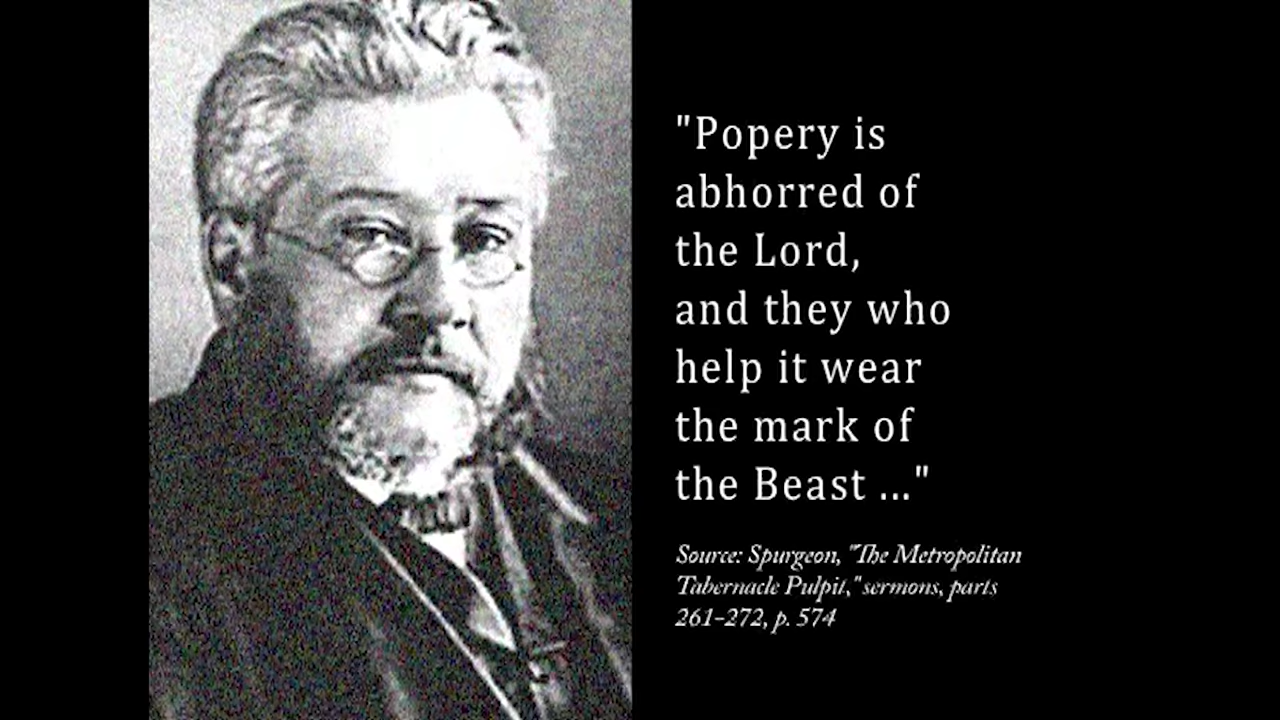 "Popery is
abhorred of
the Lord,
and they who
help it wear
the mark of
the Beast ..."
Source: Spurgeon, "The Metropolitan
Tabernacle Pulpit," sermons, parts
261-272, p. 574